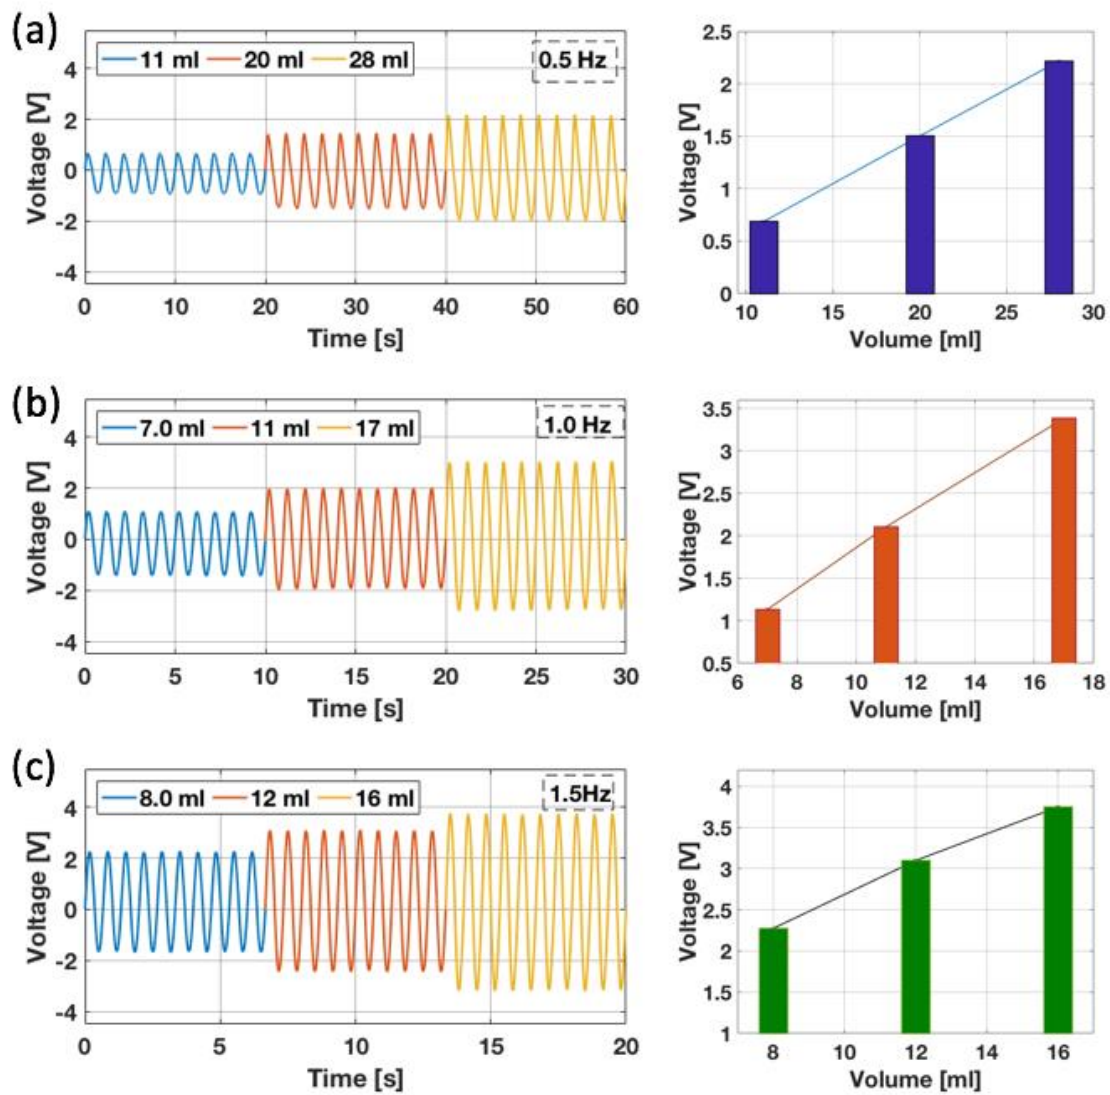 (a)
11 ml 20 ml 28 ml
0.5 Hz
Voltage [V]
4
2
0
-2
-4
0 10 20 30 40 50 60
Time [s]
Voltage [V]
2.5
2
1.5
1
0.5
0
10 15 20 25 30
Volume [ml]
(b)
7.0 ml 11 ml 17 ml
1.0 Hz
Voltage [V]
4
2
0
-2
-4
0 5 10 15 20 25 30
Time [s]
Voltage [V]
3.5
3
2.5
2
1.5
1
0.5
6 8 10 12 14 16 18
Volume [ml]
(c)
8.0 ml 12 ml 16 ml
1.5Hz
Voltage [V]
4
2
0
-2
-4
0 5 10 15 20
Time [s]
Voltage [V]
4
3.5
3
2.5
2
1.5
1
8 10 12 14 16
Volume [ml]